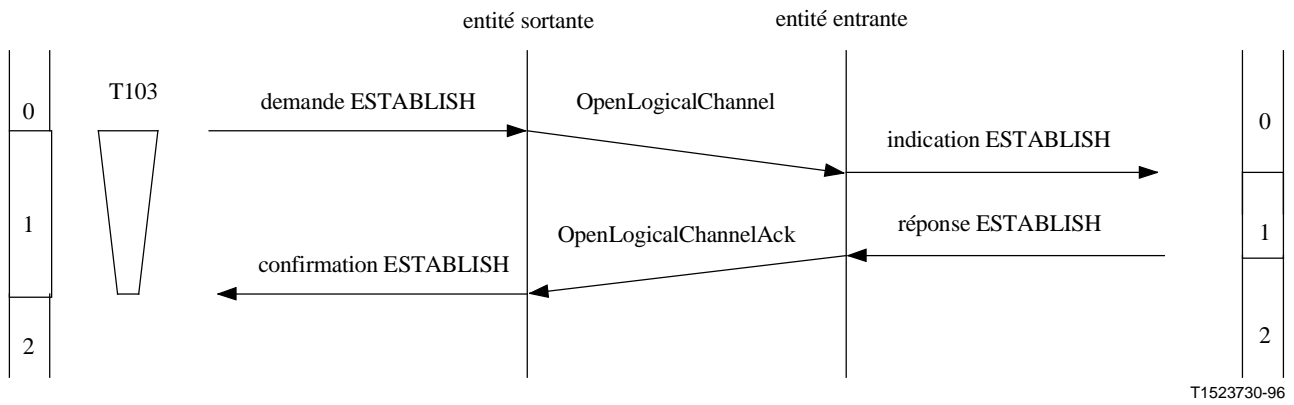 entité sortante
entité entrante
T103
demande ESTABLISH
OpenLogicalChannel
0
0
indication ESTABLISH
1
OpenLogicalChannelAck
réponse ESTABLISH
1
confirmation ESTABLISH
2
2
T1523730-96